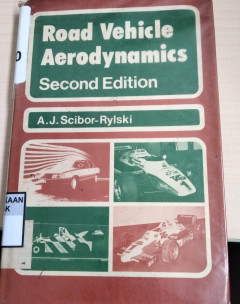 Road Vehicle
Aerodynamics
Second Edition
A.J. Scibor-Rylski